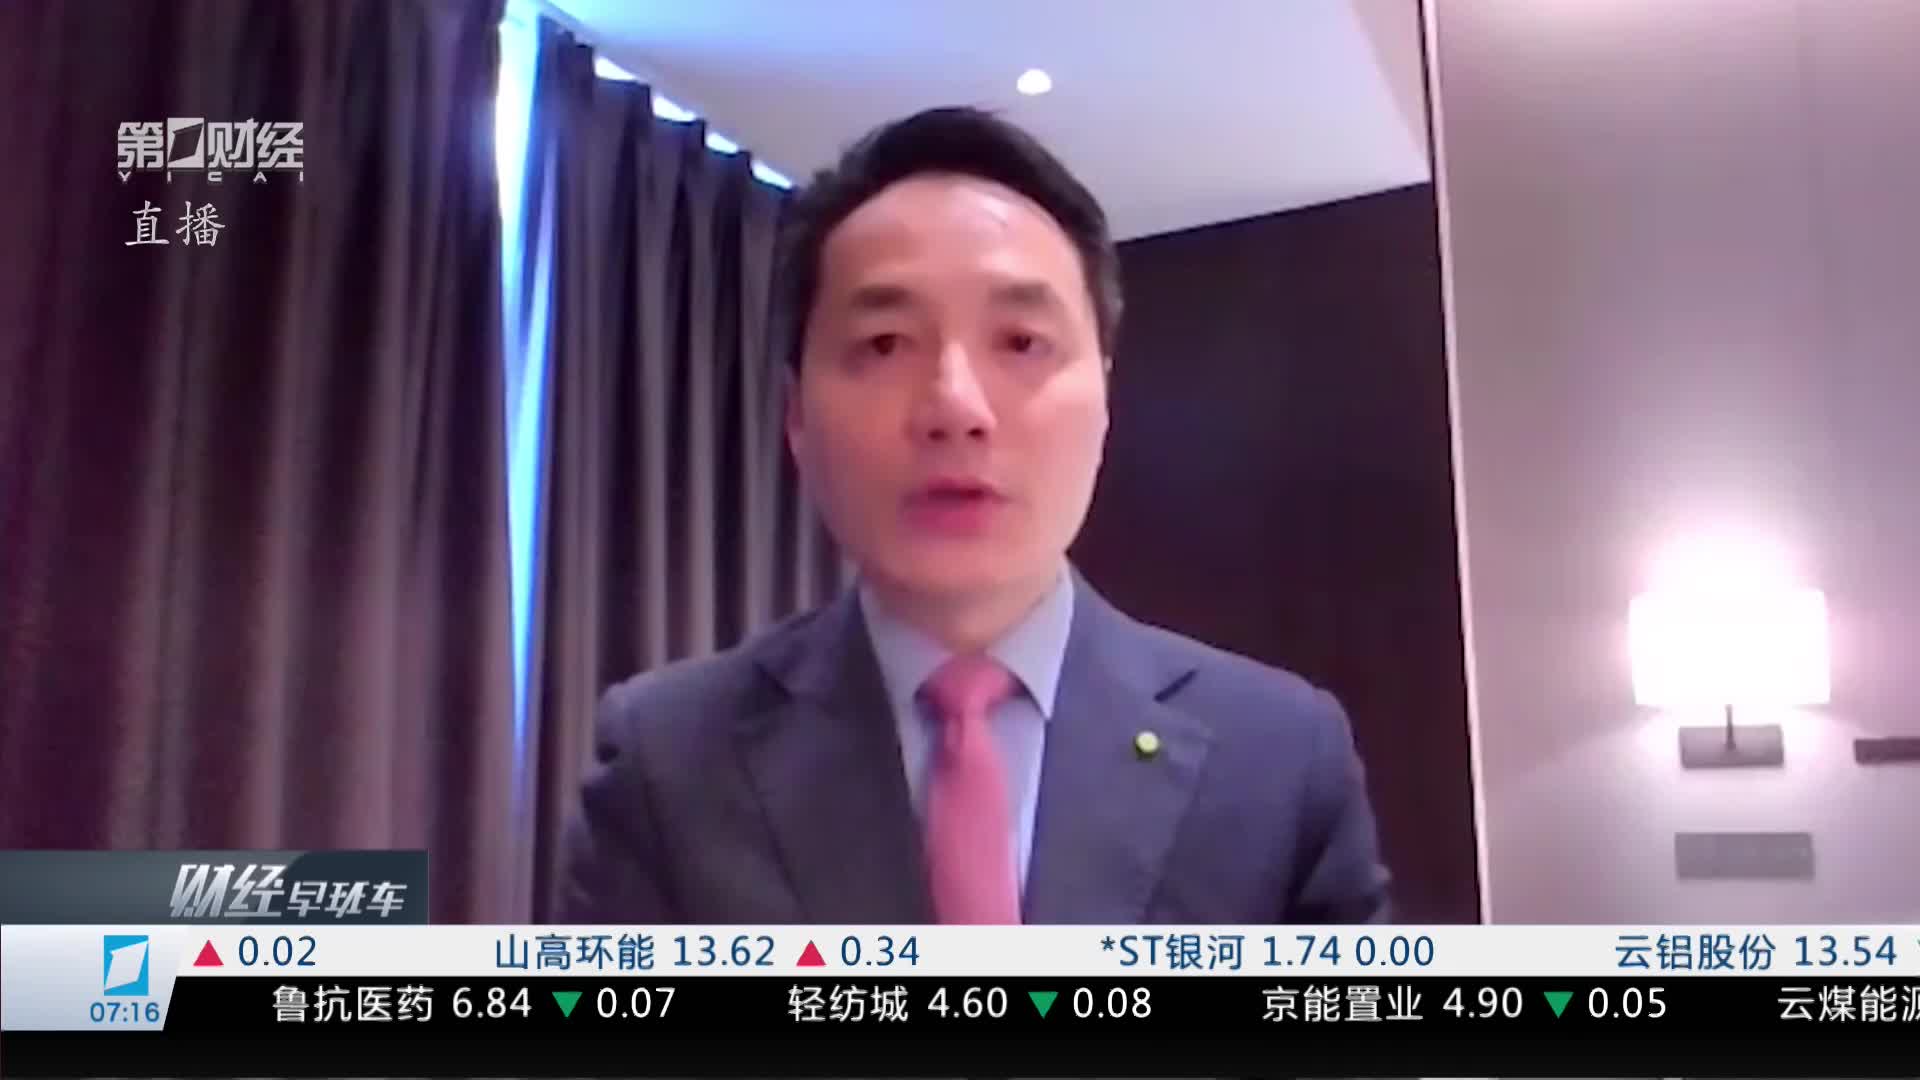 第一财经
YICAI
直播
财经早班车
▲ 0.02 山高环能 13.62 ▲ 0.34 *ST银河 1.74 0.00 云铝股份 13.54
07:16
鲁抗医药 6.84 ▼ 0.07 轻纺城 4.60 ▼ 0.08 京能置业 4.90 ▼ 0.05 云煤能源